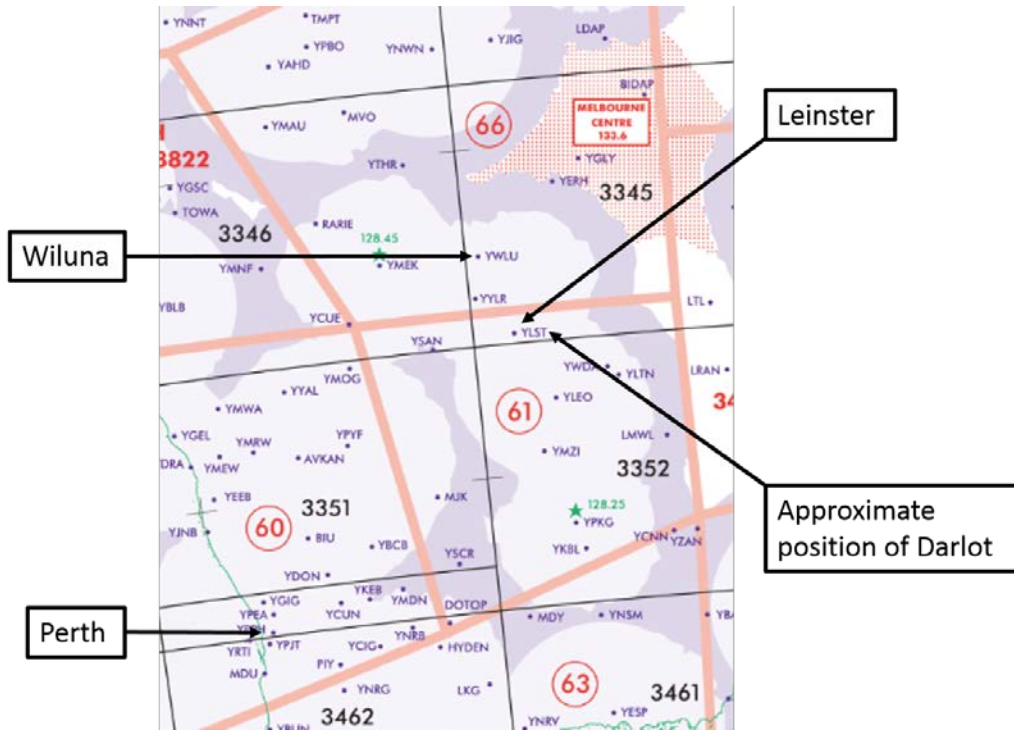 YNNT
TMPT
LDAP
YPBO
YNWN
YJIG
YAHD
BIDAP
MELBOURNE
CENTRE
133.6
Leinster
MVO
YMAU
66
3822
YTHR
YGLY
YGSC
YERH
3345
TOWA
RARIE
3346
128.45
Wiluna
YMNF
YMEK
YWLU
YBLB
YYLR
LTL
YCUE
YLST
YSAN
YMOG
YWDA
YLTN
LRAN
YYAL
YLEO
34
YMWA
61
YGEL
YMRW
YPYF
LMWL
YMEW
AVKAN
YMZI
3352
DRA
YEEB
3351
MJK
128.25
Approximate
position of Darlot
YJNB
60
BIU
YPKG
YBCB
YKBL
YCNN
YZAN
YSCR
YDON
YKEB
YGIG
YCUN
YMDN
DOTOP
YPEA
MDY
YNSM
Perth
YNRB
YRTI
YPJT
YCIG
HYDEN
MDU
PIY
YNRG
LKG
63
3461
3462
YESP
YNRV